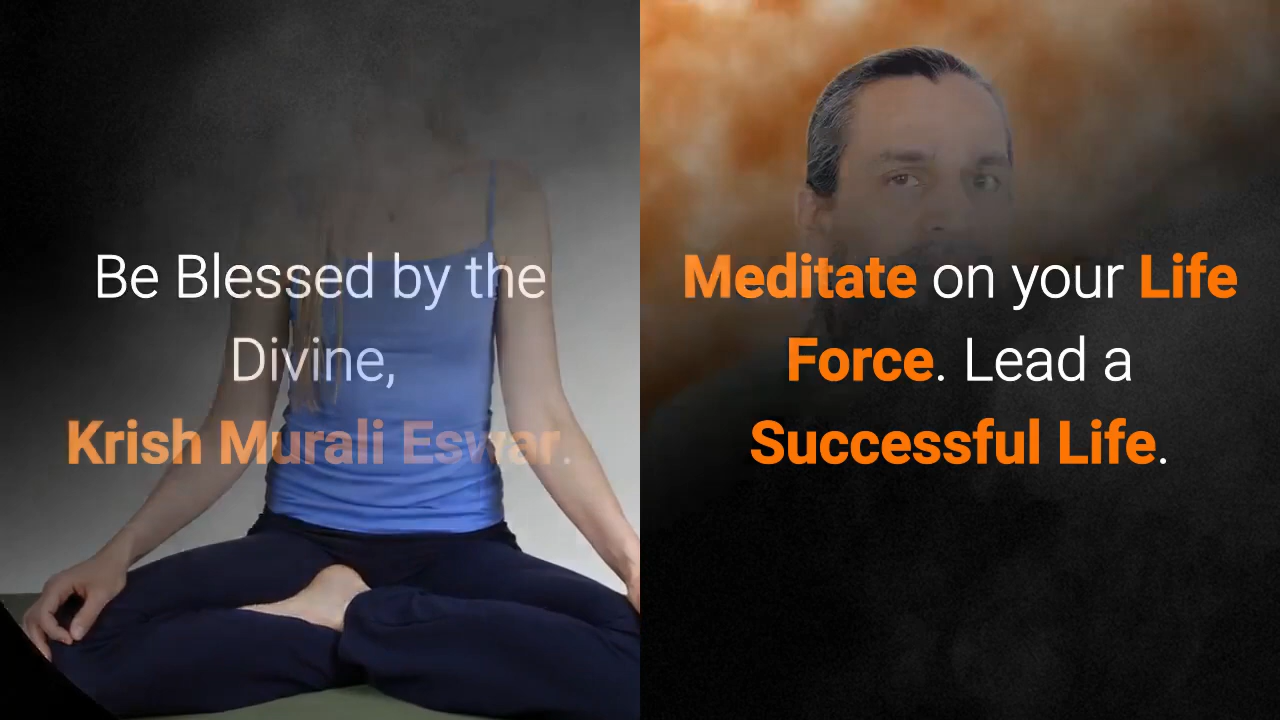 Be Blessed by the
Divine,
Krish Murali Eswar.
Meditate on your Life
Force. Lead a
Successful Life.